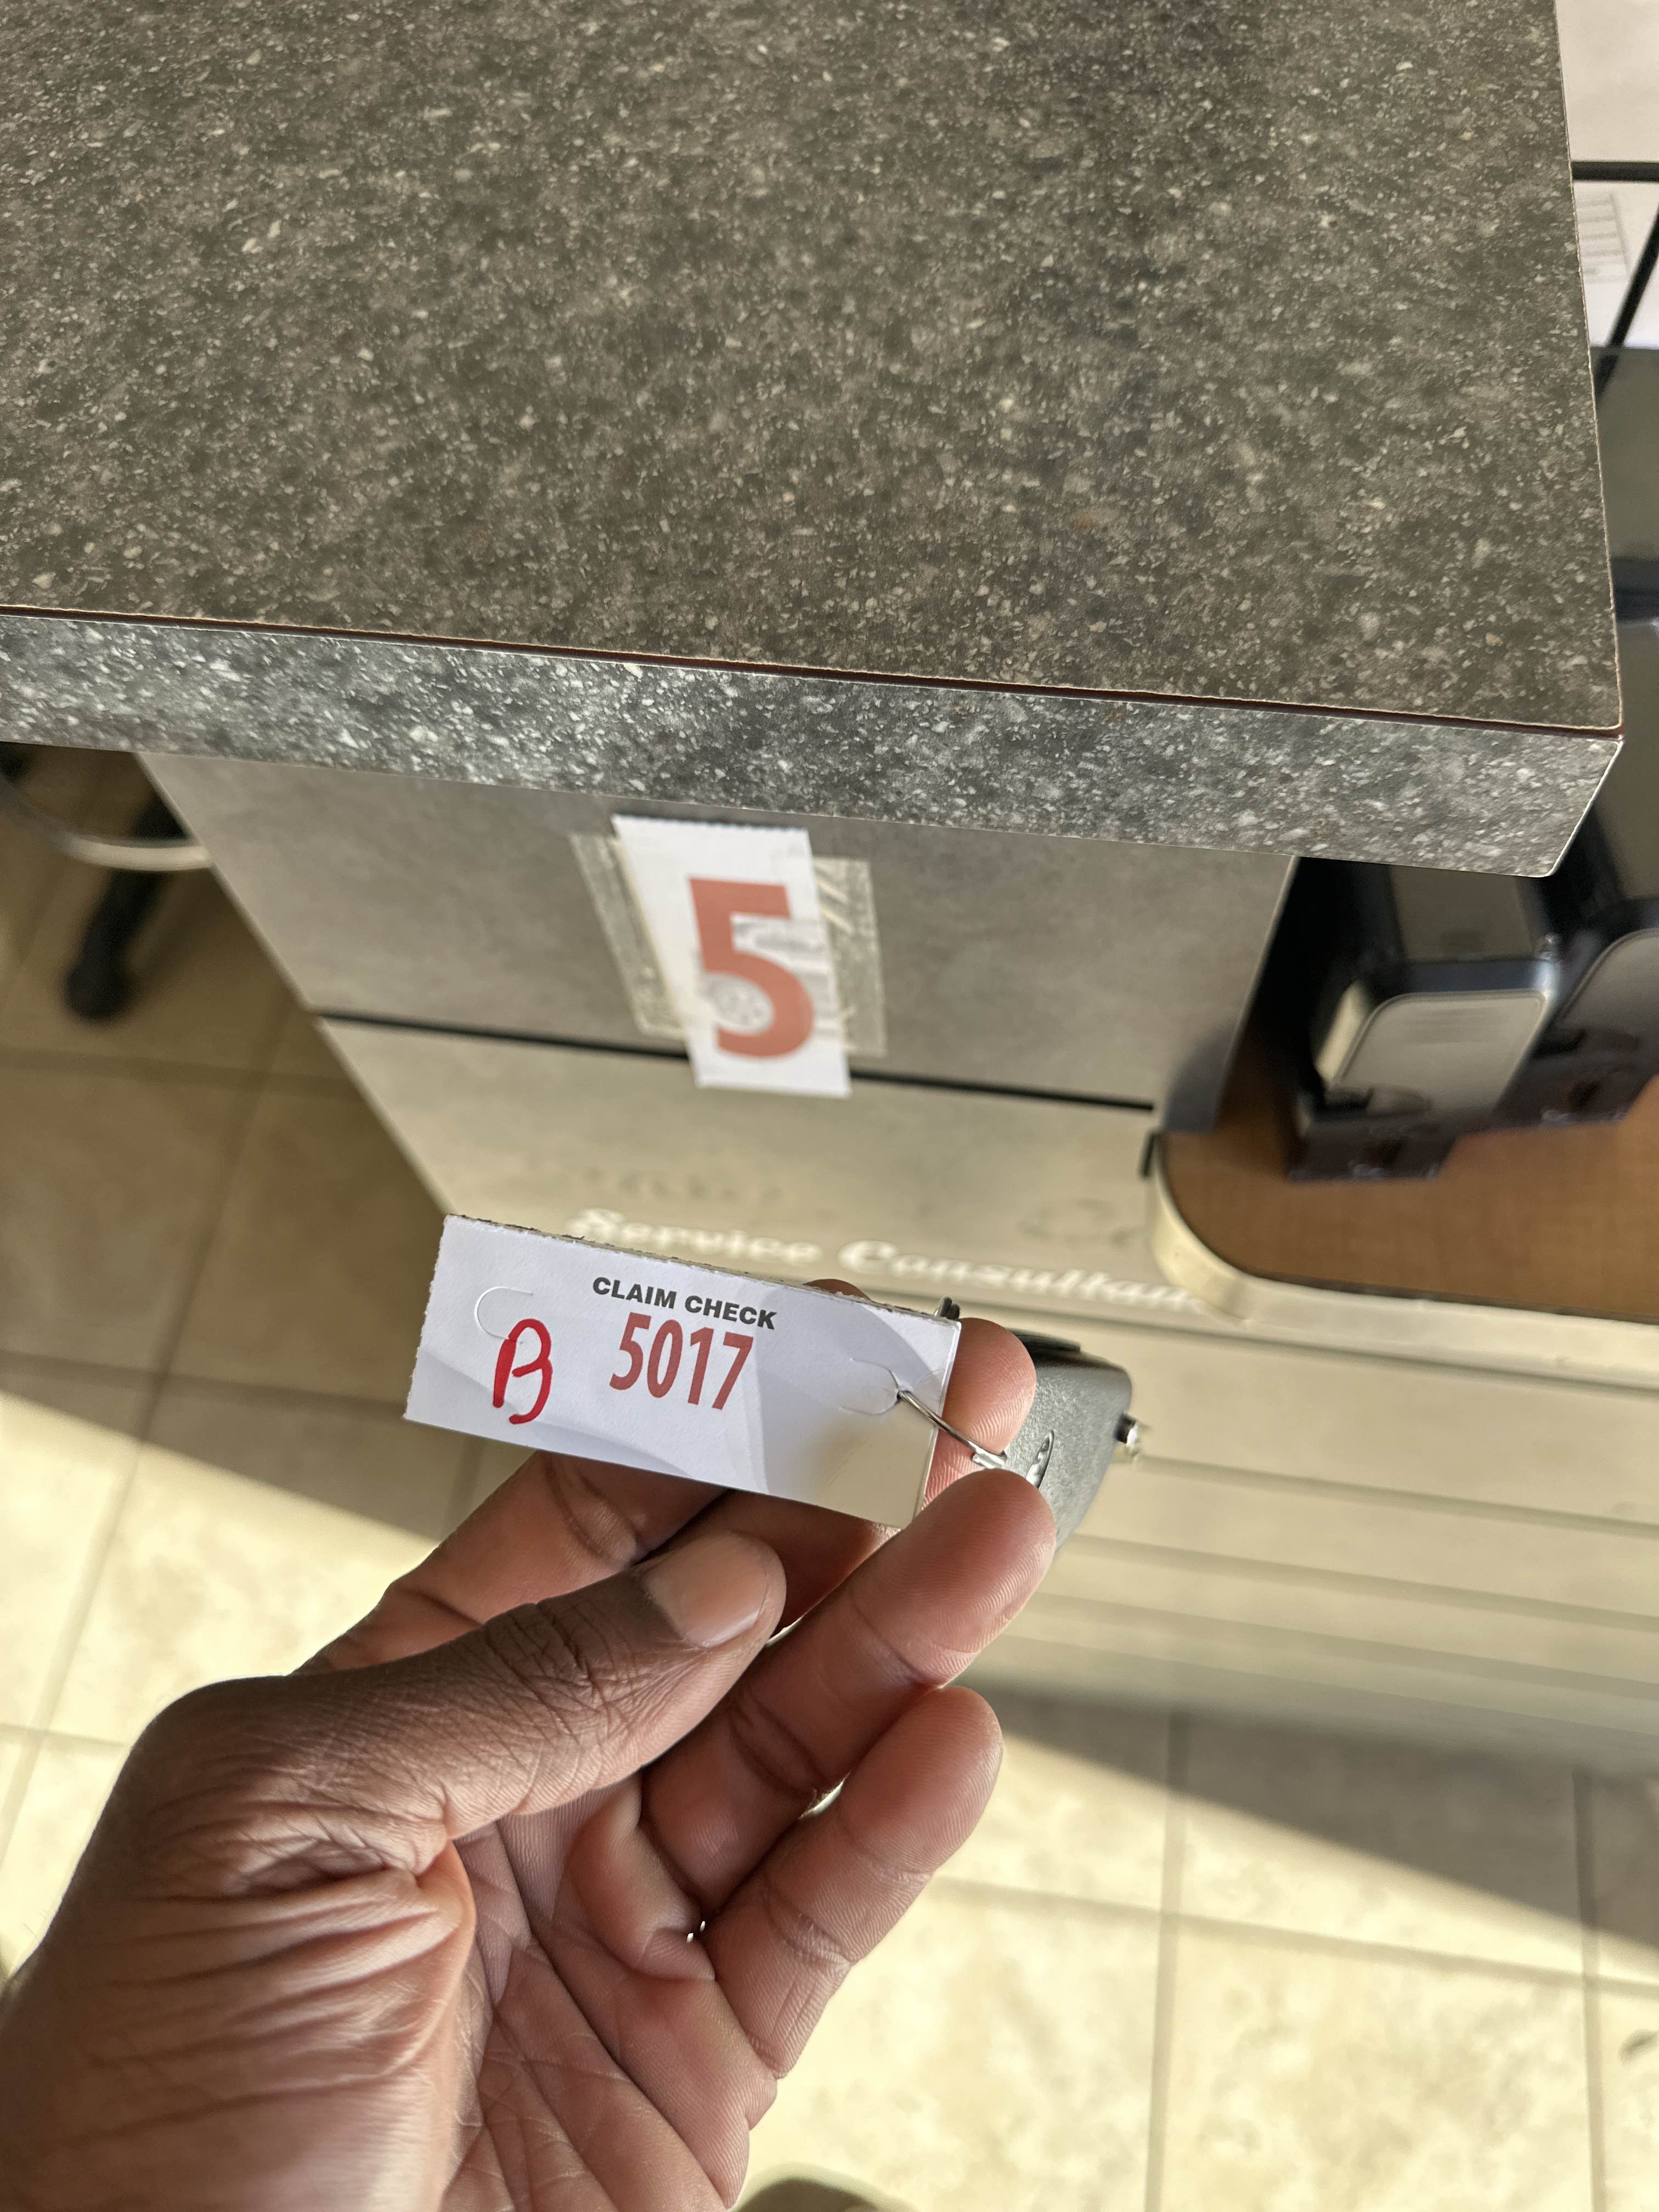 5
Service Consultant
CLAIM CHECK
B 5017